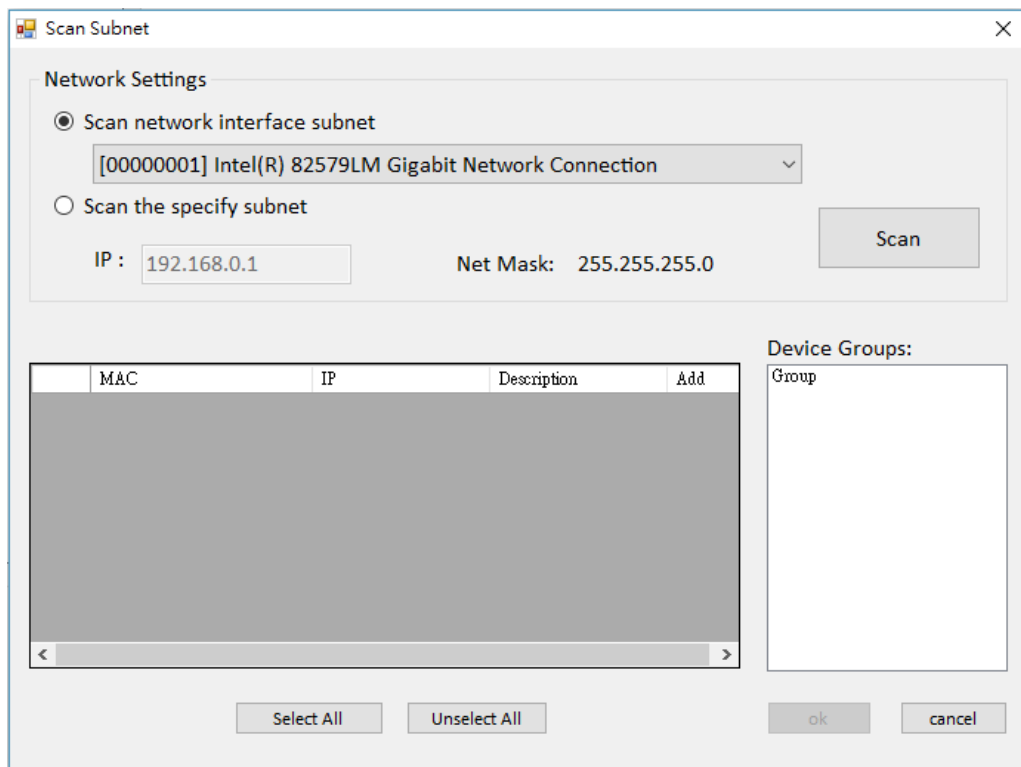 Scan Subnet
Network Settings
Scan network interface subnet
[00000001] Intel(R) 82579LM Gigabit Network Connection
Scan the specify subnet
Scan
IP : 192.168.0.1 Net Mask: 255.255.255.0
Device Groups:
MAC IP Description Add
Group
Select All Unselect All ok cancel